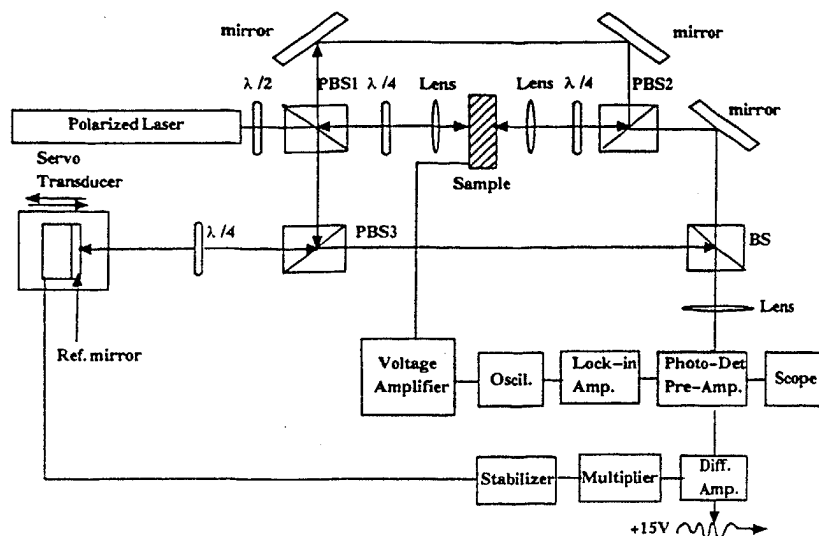 mirror
mirror
λ/2
PBS1
λ/4
Lens
Lens
λ/4
PBS2
mirror
Polarized Laser
Servo
Transducer
Sample
λ/4
PBS3
BS
Lens
Ref. mirror
Voltage
Amplifier
Oscil.
Lock-in
Amp.
Photo-Det
Pre-Amp.
Scope
Stabilizer
Multiplier
Diff.
Amp.
+15V